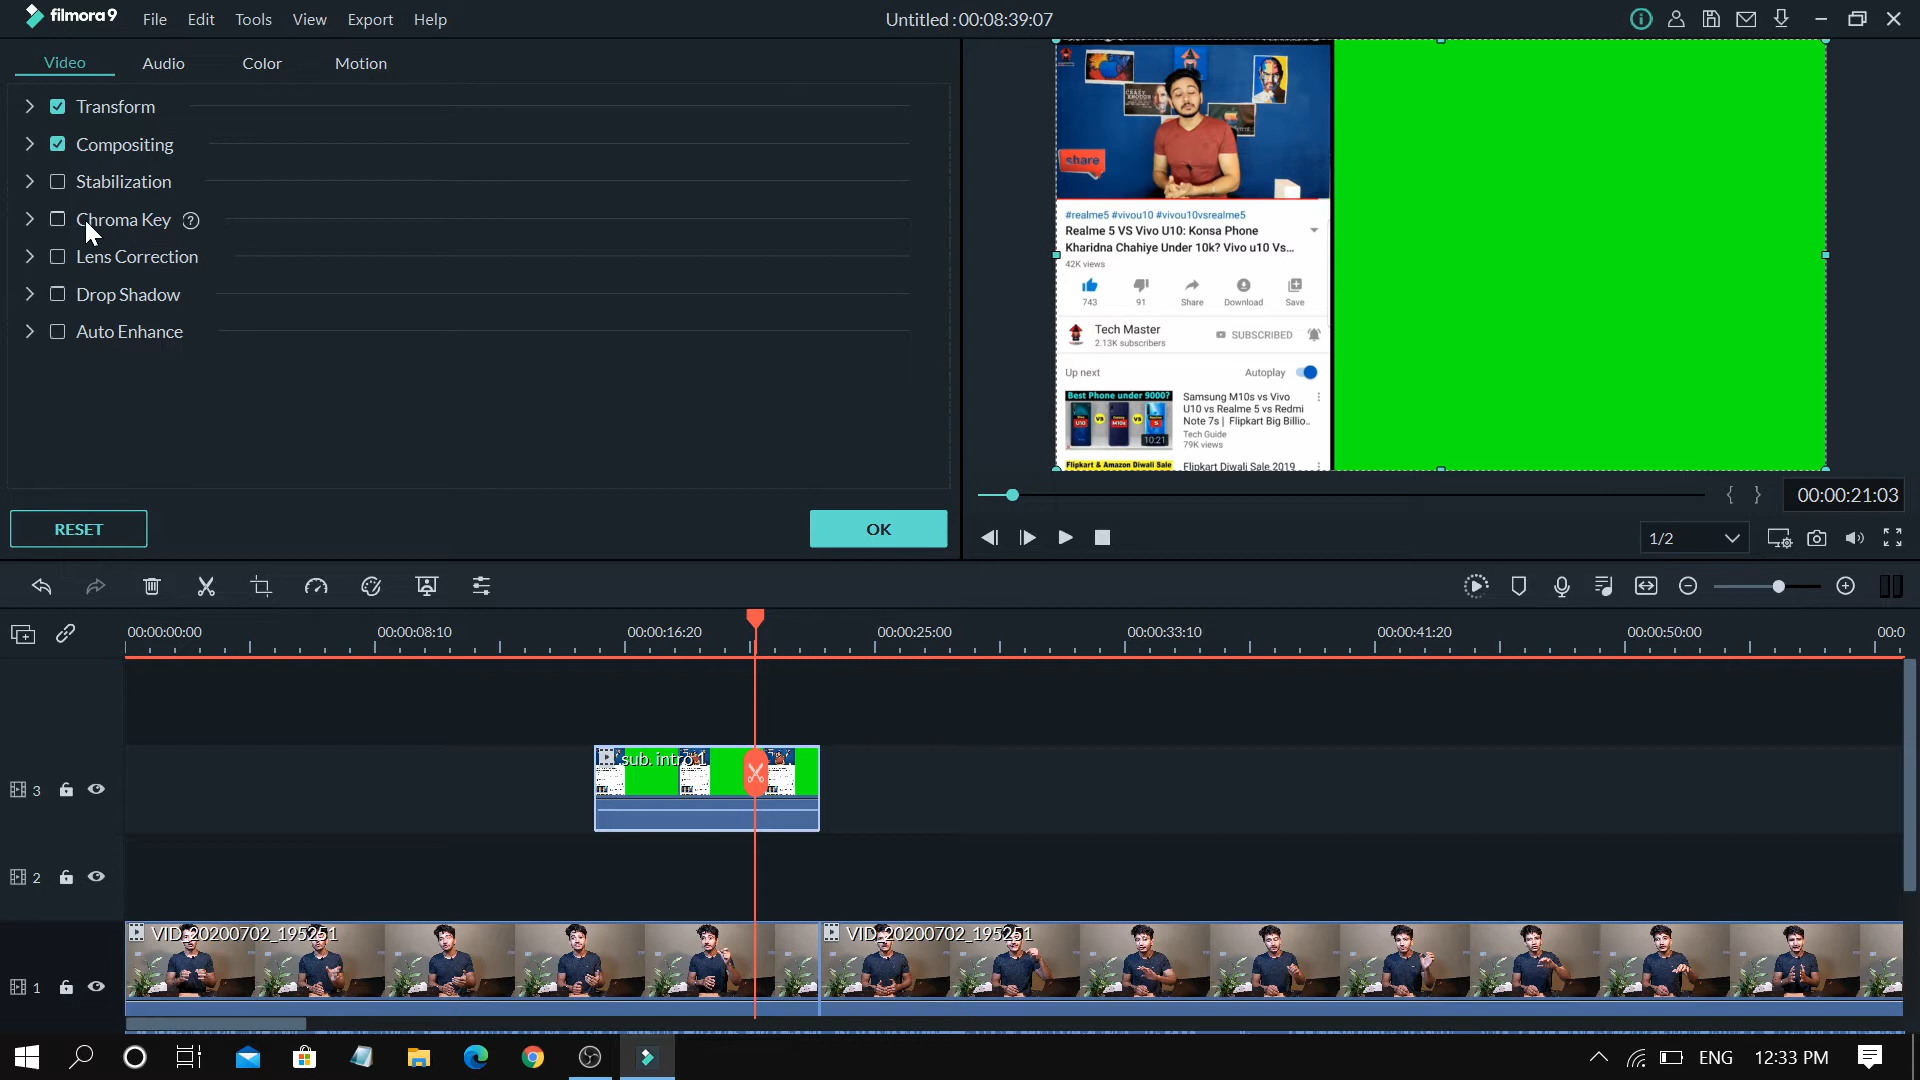 filmora9
File
Edit
Tools
View
Export
Help
Untitled : 00:08:39:07
Video
Audio
Color
Motion
Transform
Compositing
Stabilization
Chroma Key
Lens Correction
Drop Shadow
Auto Enhance
RESET
OK
share
#realme5 #vivou10 #vivou10vsrealme5
Realme 5 VS Vivo U10: Konsa Phone
Kharidna Chahiye Under 10k? Vivo u10 Vs...
42K views
743
91
Share
Download
Save
Tech Master
2.13K subscribers
SUBSCRIBED
Up next
Autoplay
Best Phone under 9000?
VS
VS
10:21
Samsung M10s vs Vivo
U10 vs Realme 5 vs Redmi
Note 7s | Flipkart Big Billio..
Tech Guide
79K views
Flipkart & Amazon Diwali Sale
Flipkart Diwali Sale 2019
{ }
00:00:21:03
1/2
00:00:00:00
00:00:08:10
00:00:16:20
00:00:25:00
00:00:33:10
00:00:41:20
00:00:50:00
00:0
3
sub. intro 1
2
1
VID_20200702_195251
VID_20200702_195251
ENG
12:33 PM